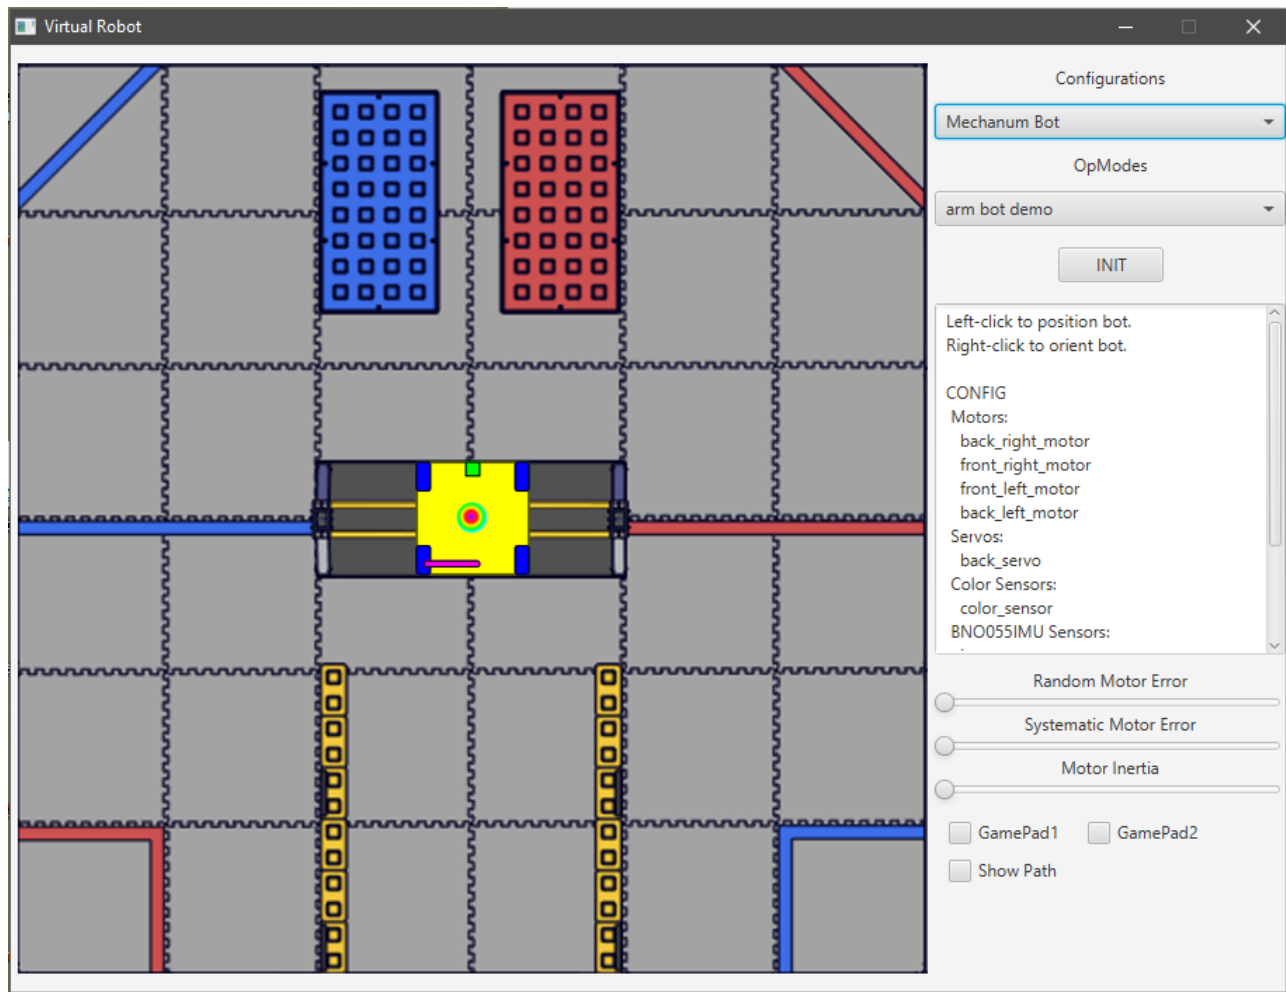 Virtual Robot
Configurations
Mechanum Bot
OpModes
arm bot demo
INIT
Left-click to position bot.
Right-click to orient bot.
CONFIG
Motors:
back_right_motor
front_right_motor
front_left_motor
back_left_motor
Servos:
back_servo
Color Sensors:
color_sensor
BNO055IMU Sensors:
Random Motor Error
Systematic Motor Error
Motor Inertia
GamePad1
GamePad2
Show Path